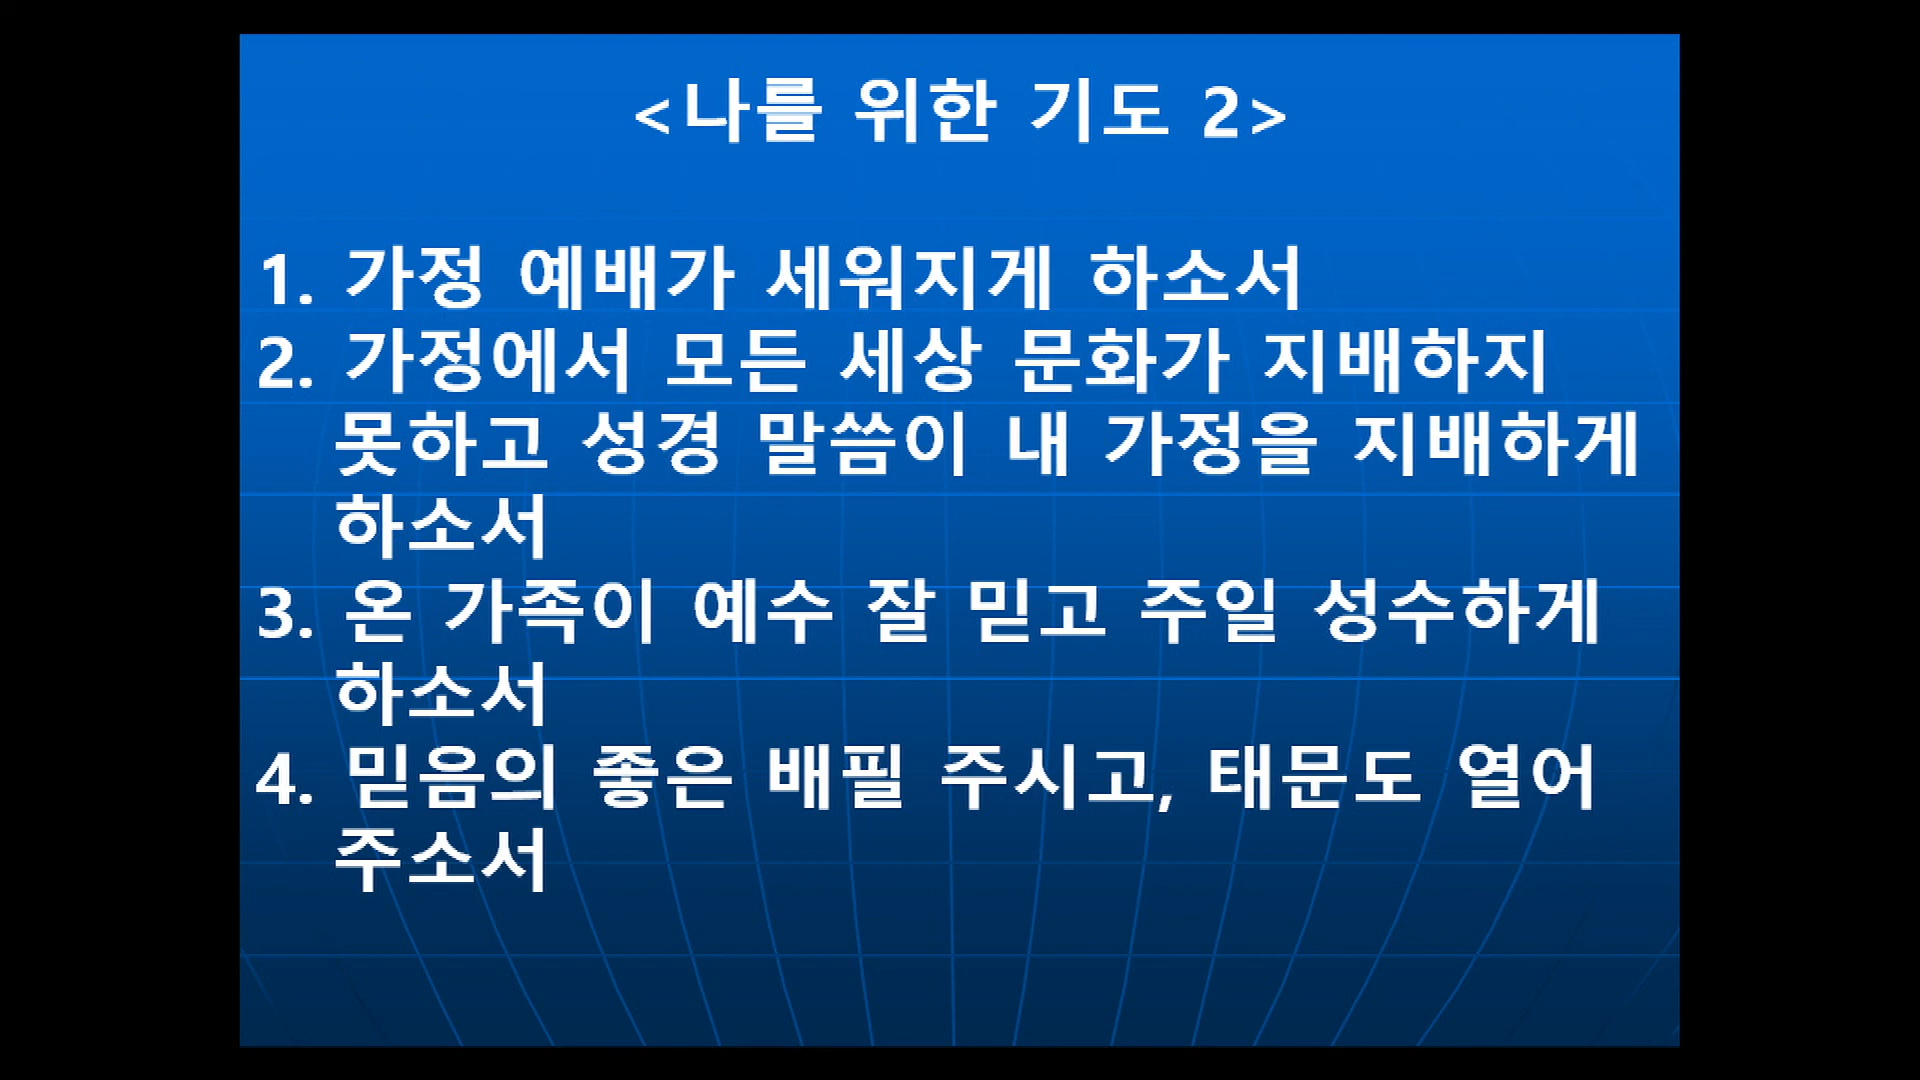 <나를 위한 기도 2>
1. 가정 예배가 세워지게 하소서
2. 가정에서 모든 세상 문화가 지배하지
못하고 성경 말씀이 내 가정을 지배하게
하소서
3. 온 가족이 예수 잘 믿고 주일 성수하게
하소서
4. 믿음의 좋은 배필 주시고, 태문도 열어
주소서